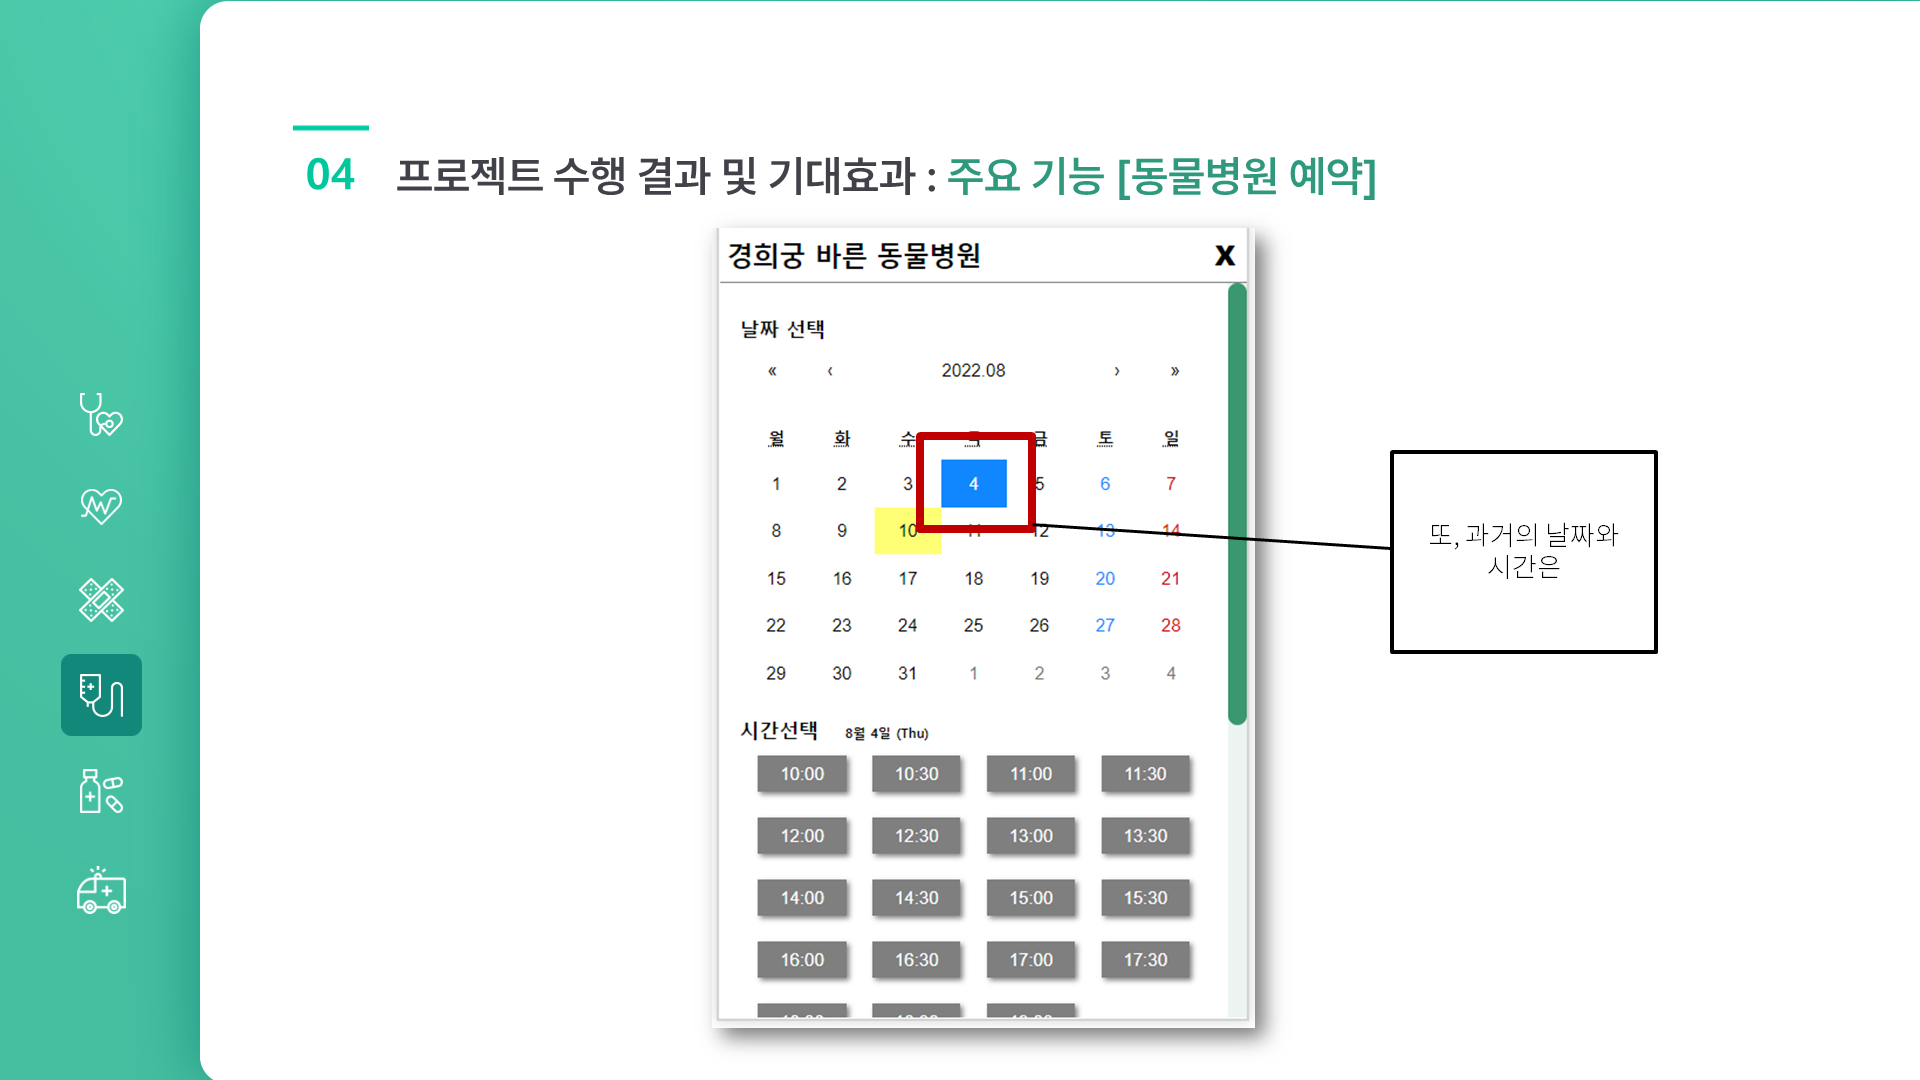 04 프로젝트 수행 결과 및 기대효과 : 주요 기능 [동물병원 예약]
경희궁 바른 동물병원 X
날짜 선택
« ‹ 2022.08 › »
월 화 수 금 토 일
1 2 3 4 5 6 7
8 9 10 11 12 13 14
15 16 17 18 19 20 21
22 23 24 25 26 27 28
29 30 31 1 2 3 4
또, 과거의 날짜와
시간은
시간선택 8월 4일 (Thu)
10:00 10:30 11:00 11:30
12:00 12:30 13:00 13:30
14:00 14:30 15:00 15:30
16:00 16:30 17:00 17:30